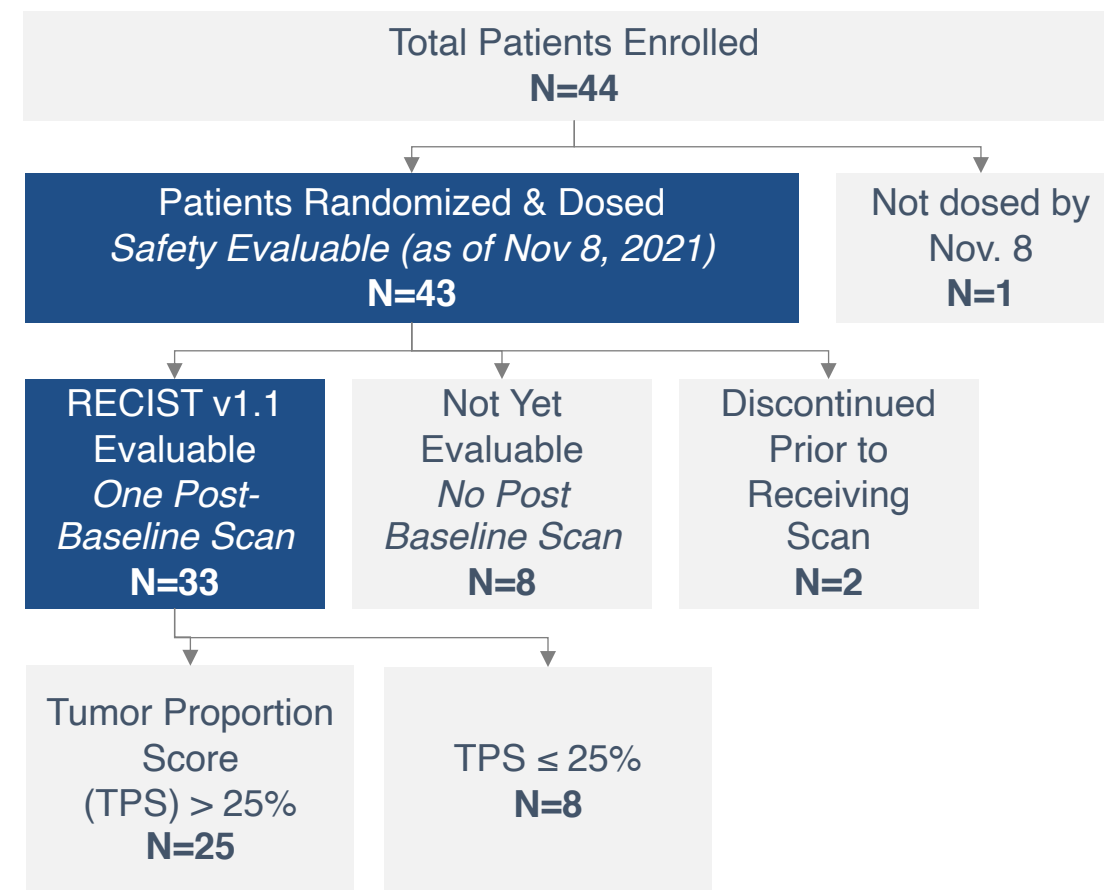 Total Patients Enrolled
N=44
Patients Randomized & Dosed
Safety Evaluable (as of Nov 8, 2021)
N=43
Not dosed by
Nov. 8
N=1
RECIST v1.1
Evaluable
One Post-
Baseline Scan
N=33
Not Yet
Evaluable
No Post
Baseline Scan
N=8
Discontinued
Prior to
Receiving
Scan
N=2
Tumor Proportion
Score
(TPS) > 25%
N=25
TPS ≤ 25%
N=8